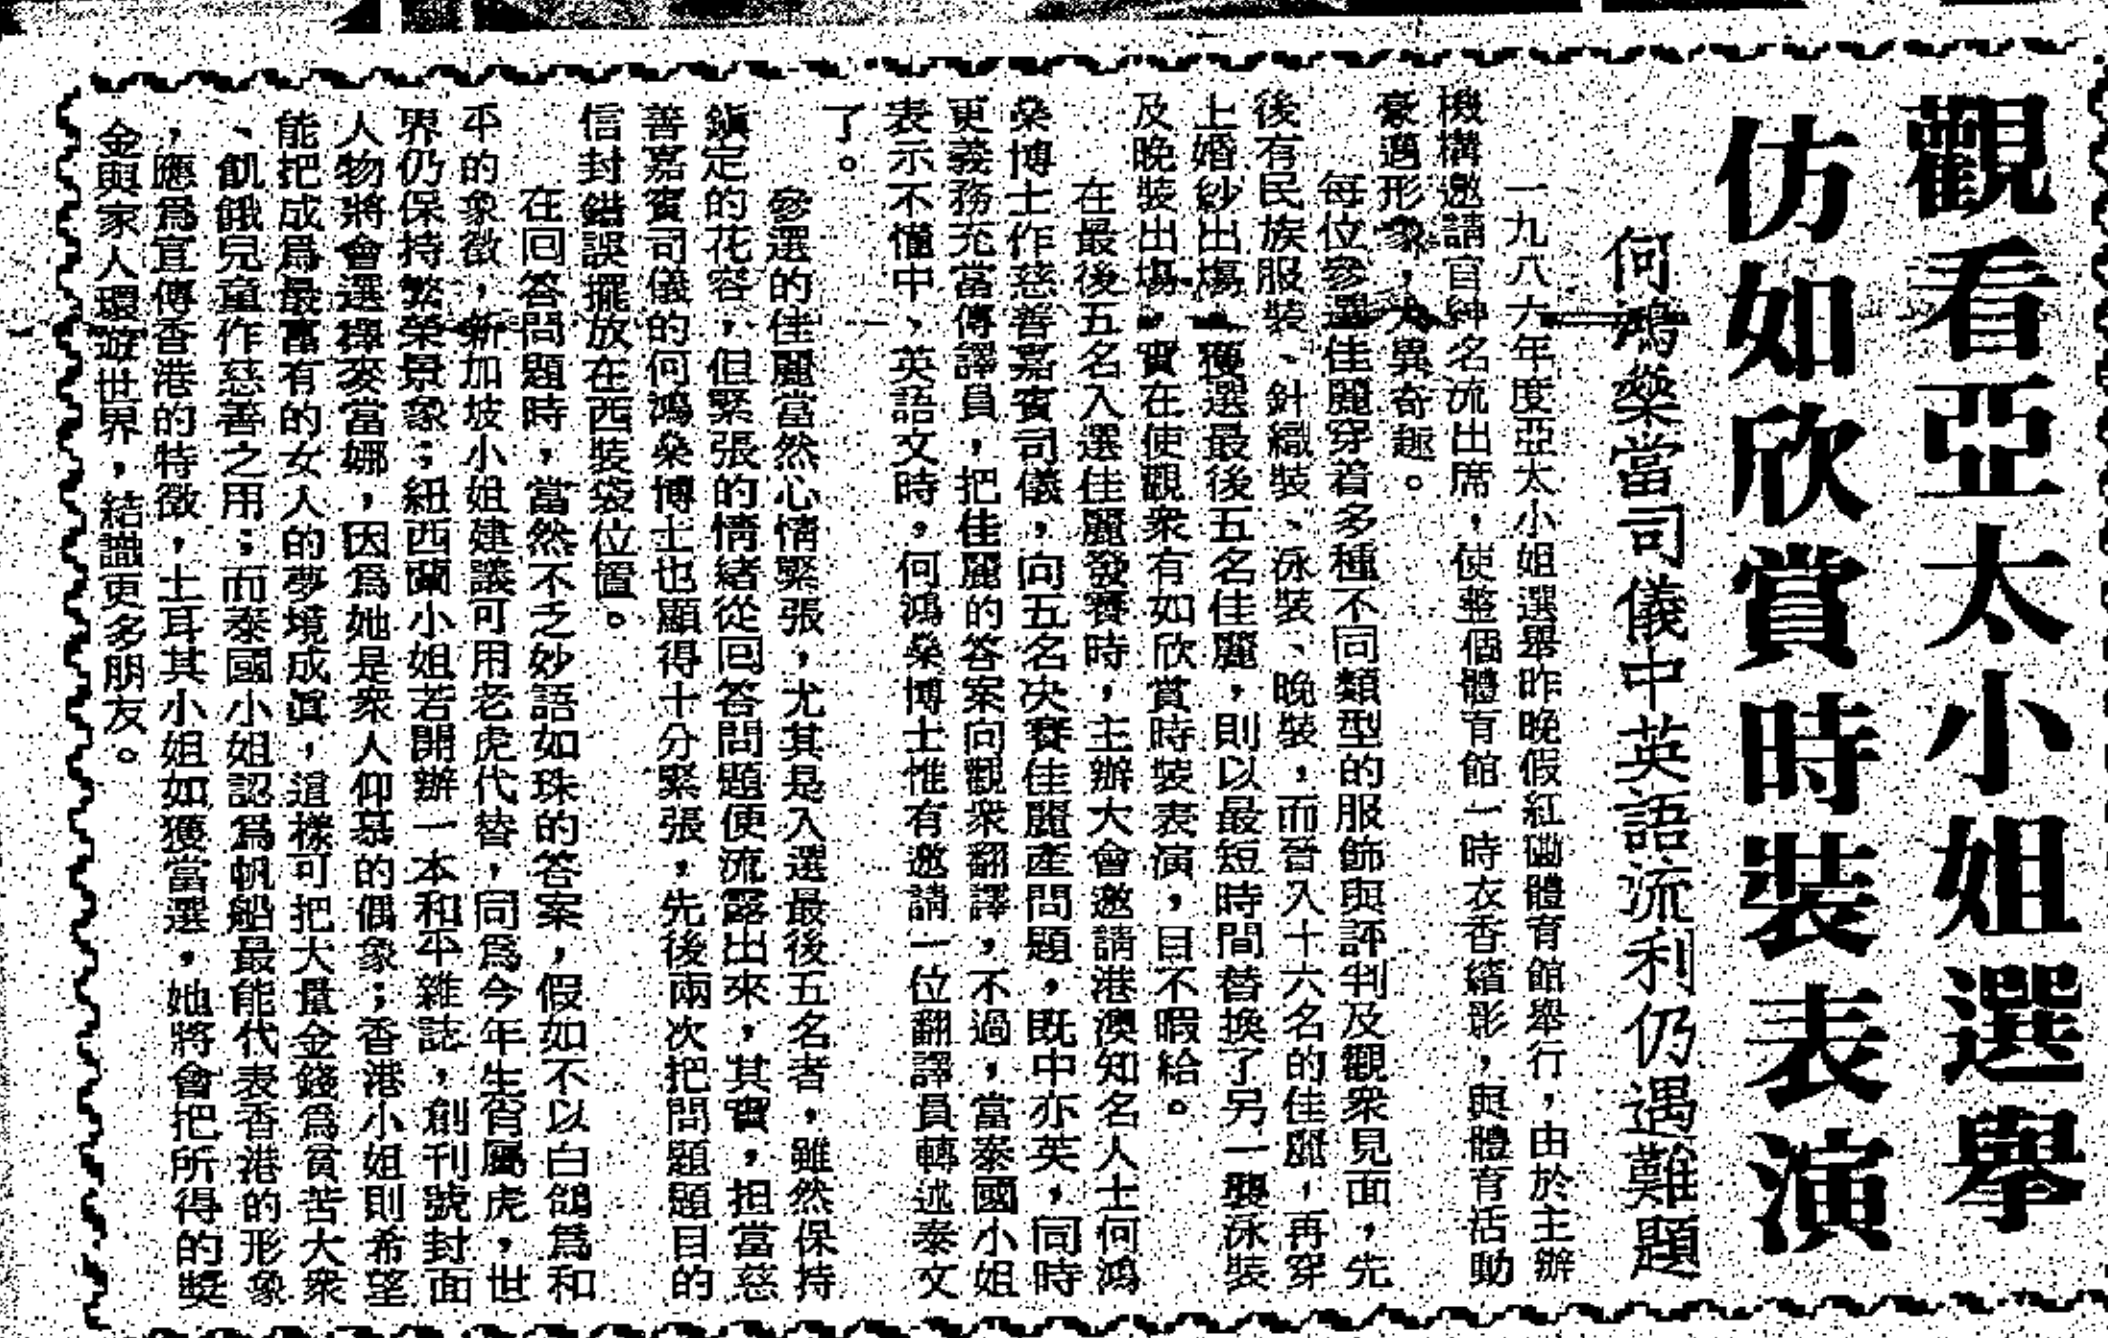 觀看亞太小姐選舉
仿如欣賞時裝表演
何鴻燊當司儀中英語流利仍遇難題
一九八六年度亞太小姐選舉昨晚假紅磡體育館舉行，由於主辦
機構邀請官紳名流出席，使整個體育館一時衣香繽影，與體育活動
豪邁形象，大異奇趣。
每位參選佳麗穿着多種不同類型的服飾與評判及觀衆見面，先
後有民族服裝、針織裝、泳裝、晚裝，而晉入十六名的佳麗，再穿
上婚紗出塲，獲選最後五名佳麗，則以最短時間替換了另一襲泳裝
及晚裝出塲，實在使觀衆有如欣賞時裝表演，目不暇給。
在最後五名入選佳麗發賽時，主辦大會邀請港澳知名人士何鴻
燊博士作慈善嘉賓司儀，向五名决賽佳麗產問題，既中亦英，同時
更義務充當傳譯員，把佳麗的答案向觀衆翻譯，不過，當泰國小姐
表示不懂中，英語文時，何鴻燊博士惟有邀請一位翻譯員轉述泰文
了。
參選的佳麗當然心情緊張，尤其是入選最後五名者，雖然保持
鎮定的花容，但緊張的情緒從回答問題便流露出來，其實，担當慈
善嘉賓司儀的何鴻燊博士也顯得十分緊張，先後兩次把問題題目的
信封錯誤擺放在西裝袋位置。
在回答問題時，當然不乏妙語如珠的答案，假如不以白鴿爲和
平的象徵，新加坡小姐建議可用老虎代替，同爲今年生肖屬虎，世
界仍保持繁榮景象；紐西蘭小姐若開辦一本和平雜誌，創刊號封面
人物將會選擇麥當娜，因爲她是衆人仰慕的偶象；香港小姐則希望
能把成爲最富有的女人的夢境成眞，這樣可把大量金錢爲貧苦大衆
、飢餓兒童作慈善之用；而泰國小姐認爲帆船最能代表香港的形象
，應爲宣傳香港的特徵，土耳其小姐如獲當選，她將會把所得的獎
金與家人環遊世界，結識更多朋友。